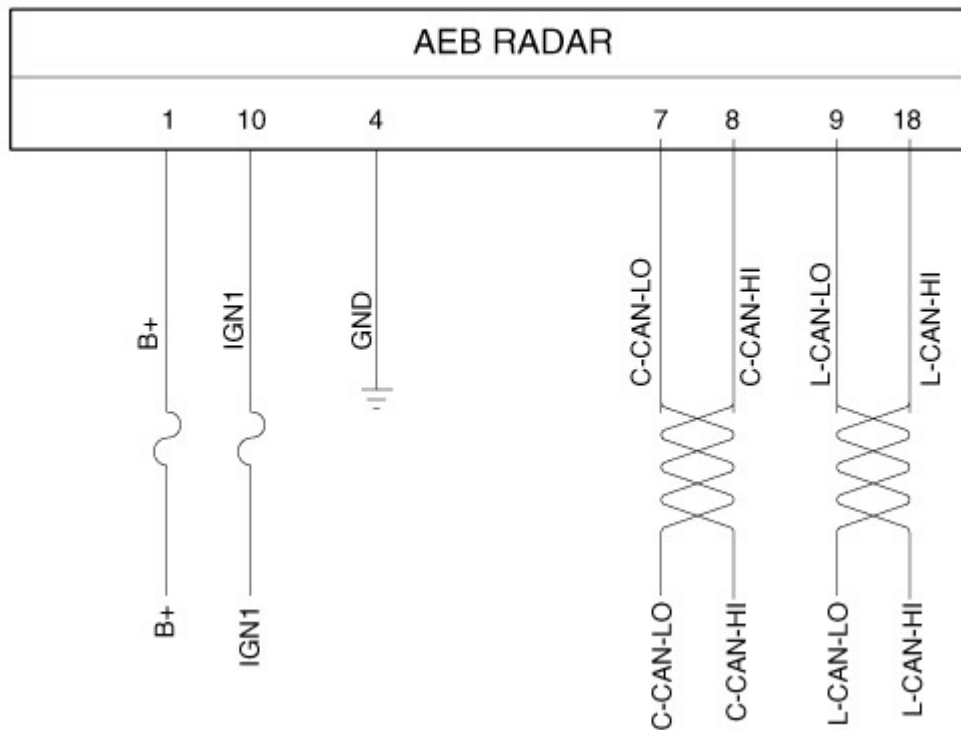 AEB RADAR
1 10 4 7 8 9 18
B+
IGN1
GND
C-CAN-LO
C-CAN-HI
L-CAN-LO
L-CAN-HI
B+
IGN1
C-CAN-LO
C-CAN-HI
L-CAN-LO
L-CAN-HI